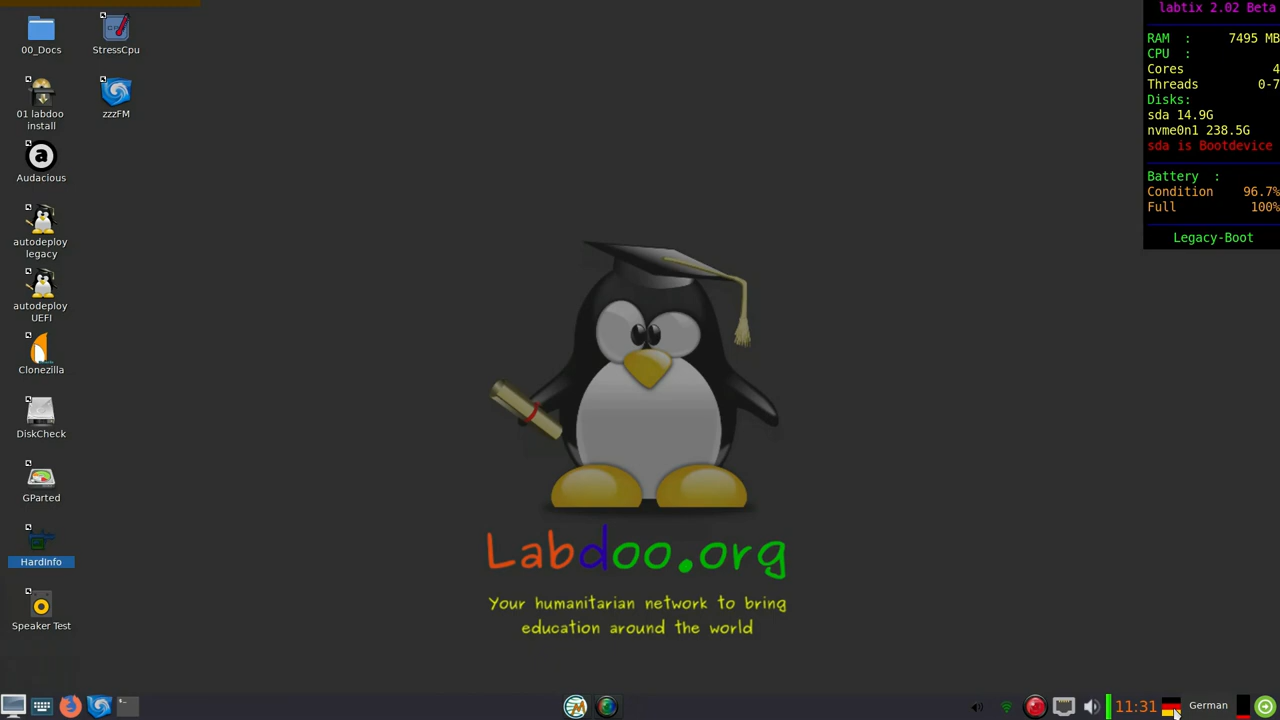 00_Docs
StressCpu
01 labdoo
install
zzzFM
Audacious
autodeploy
legacy
autodeploy
UEFI
Clonezilla
DiskCheck
GParted
HardInfo
Speaker Test
labtix 2.02 Beta
RAM : 7495 MB
CPU :
Cores 4
Threads 0-7
Disks:
sda 14.9G
nvme0n1 238.5G
sda is Bootdevice
Battery :
Condition 96.7%
Full 100%
Legacy-Boot
Labdoo.org
Your humanitarian network to bring
education around the world
11:31 German